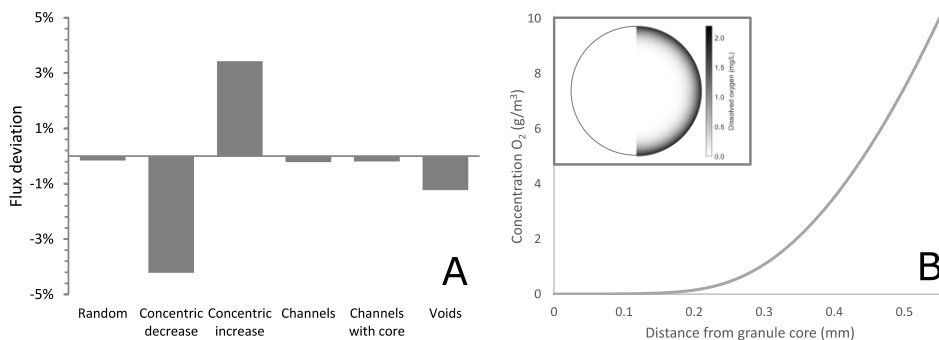 5%
3%
1%
-1%
-3%
-5%
Flux deviation
Random
Concentric decrease
Concentric increase
Channels
Channels with core
Voids
A
10
8
6
4
2
0
Concentration O2 (g/m³)
0
0.1
0.2
0.3
0.4
0.5
Distance from granule core (mm)
2.0
1.5
1.0
0.5
0.0
Dissolved oxygen (mg/L)
B